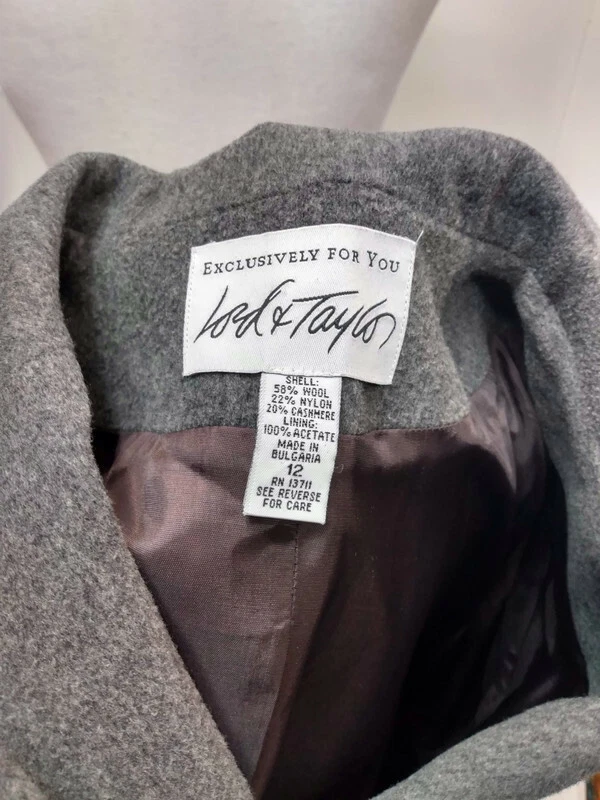 EXCLUSIVELY FOR YOU
Lord & Taylor
SHELL:
58% WOOL
22% NYLON
20% CASHMERE
LINING:
100% ACETATE
MADE IN
BULGARIA
12
RN 13711
SEE REVERSE
FOR CARE